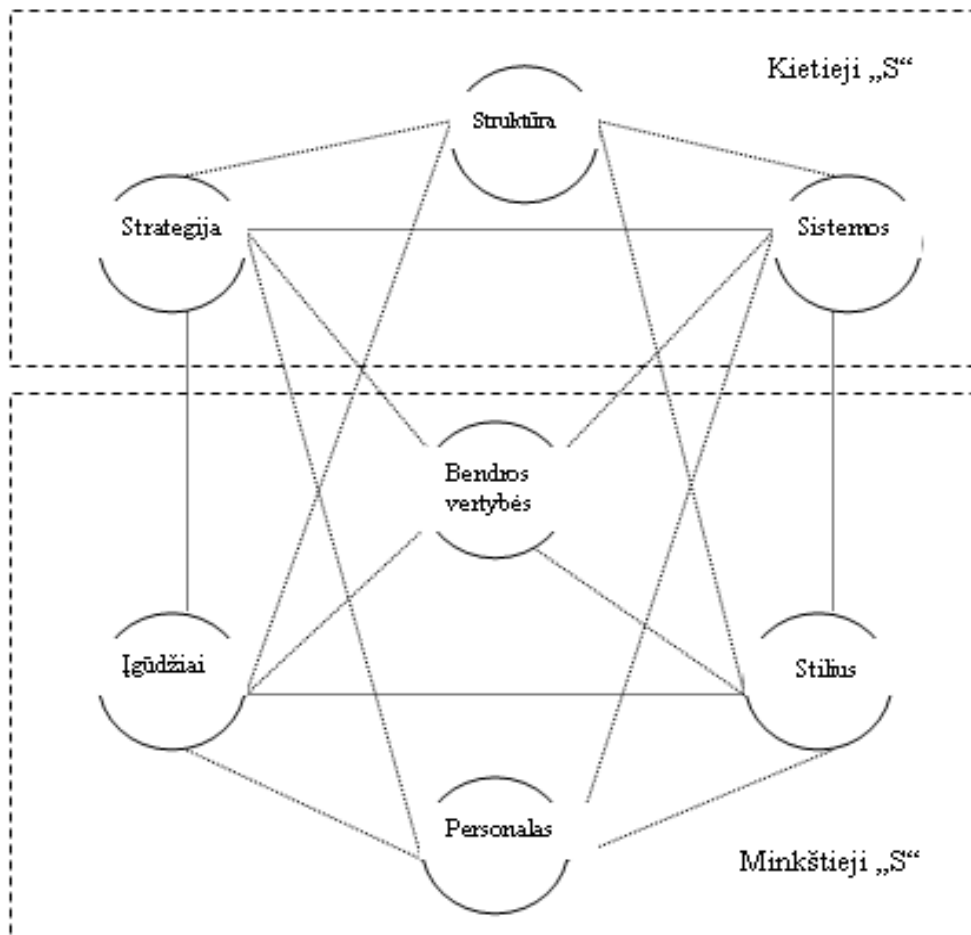 Kietieji „S“
Struktūra
Strategija
Sistemos
Bendros
vertybės
Įgūdžiai
Stilius
Personalas
Minkštieji „S“